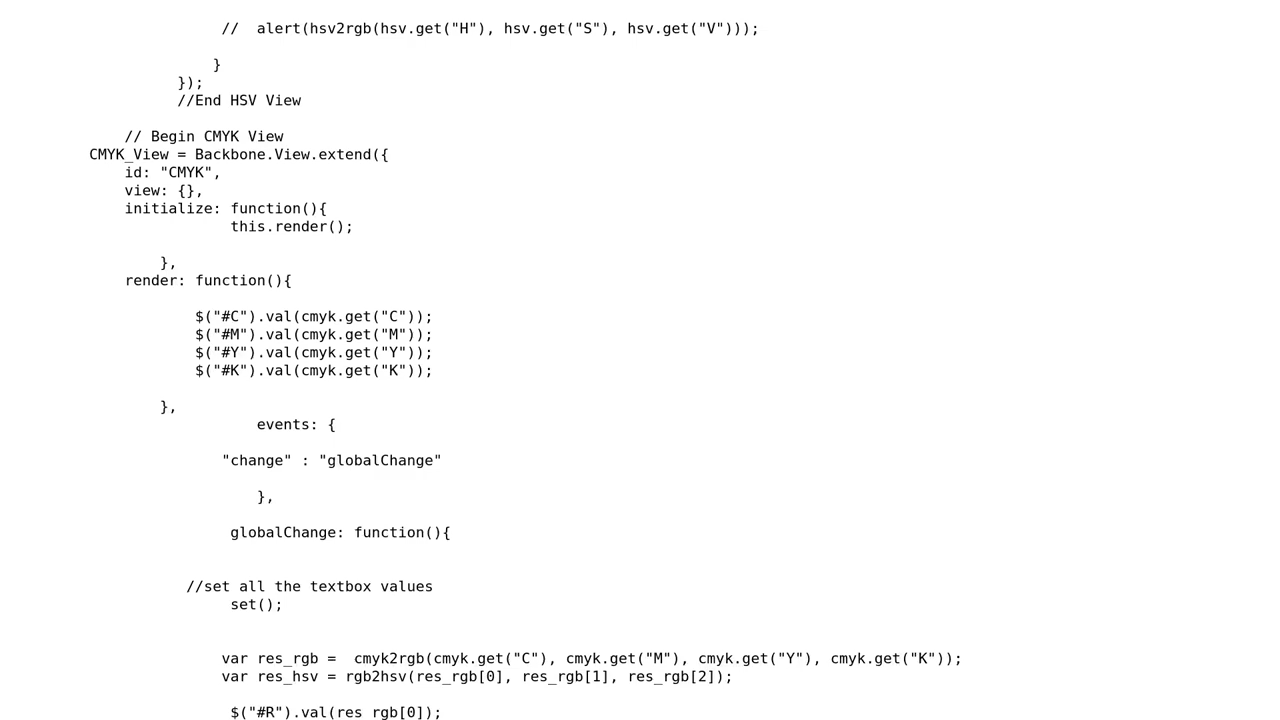 //  alert(hsv2rgb(hsv.get("H"), hsv.get("S"), hsv.get("V")));
}
});
//End HSV View
// Begin CMYK View
CMYK_View = Backbone.View.extend({
id: "CMYK",
view: {},
initialize: function(){
this.render();
},
render: function(){
$("#C").val(cmyk.get("C"));
$("#M").val(cmyk.get("M"));
$("#Y").val(cmyk.get("Y"));
$("#K").val(cmyk.get("K"));
},
events: {
"change" : "globalChange"
},
globalChange: function(){
//set all the textbox values
set();
var res_rgb =  cmyk2rgb(cmyk.get("C"), cmyk.get("M"), cmyk.get("Y"), cmyk.get("K"));
var res_hsv = rgb2hsv(res_rgb[0], res_rgb[1], res_rgb[2]);
$("#R").val(res_rgb[0]);